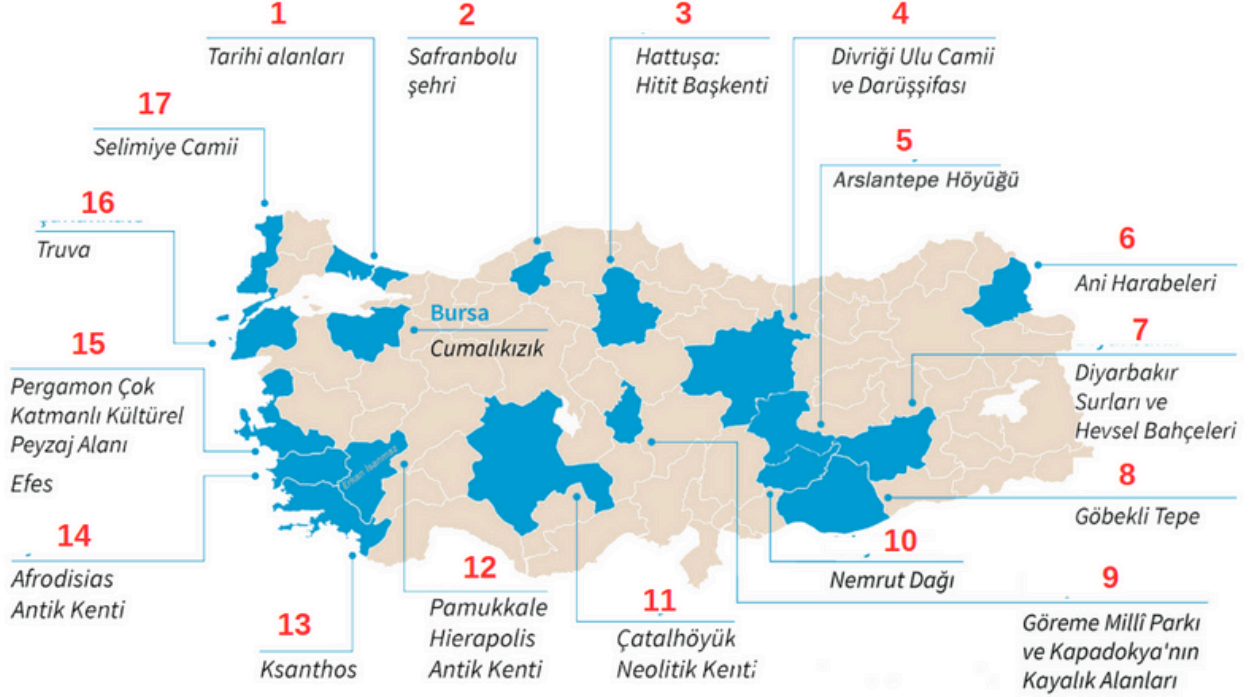 1
Tarihi alanları
2
Safranbolu
şehri
3
Hattuşa:
Hitit Başkenti
4
Divriği Ulu Camii
ve Darüşşifası
17
Selimiye Camii
5
Arslantepe Höyüğü
16
Truva
6
Ani Harabeleri
Bursa
Cumalıkızık
15
Pergamon Çok
Katmanlı Kültürel
Peyzaj Alanı
Efes
7
Diyarbakır
Surları ve
Hevsel Bahçeleri
Erkan İsanmaz
8
Göbekli Tepe
14
Afrodisias
Antik Kenti
10
Nemrut Dağı
12
Pamukkale
Hierapolis
Antik Kenti
9
Göreme Millî Parkı
ve Kapadokya'nın
Kayalık Alanları
11
Çatalhöyük
Neolitik Kenti
13
Ksanthos